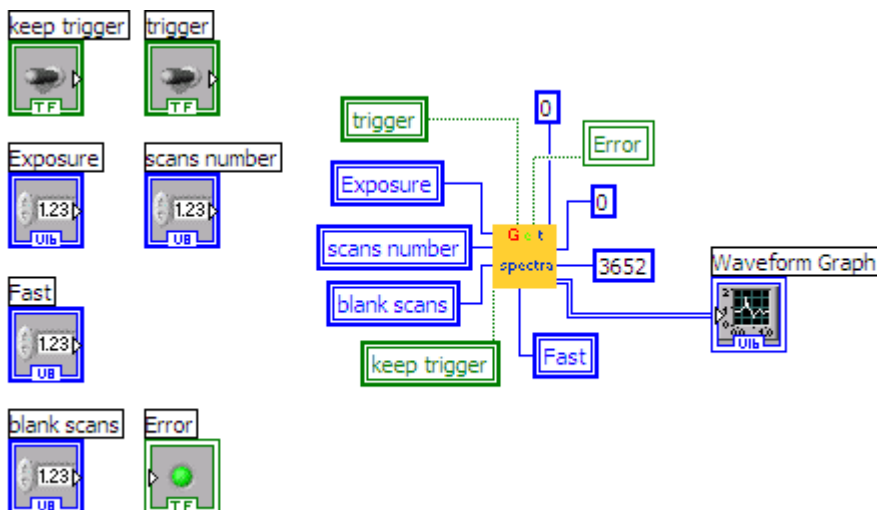 keep trigger
trigger
TF
TF
Exposure
scans number
1.23
1.23
U16
U8
Fast
1.23
U8
blank scans
Error
1.23
U8
TF
trigger
0
Error
Exposure
0
scans number
Get
spectra
3652
blank scans
keep trigger
Fast
Waveform Graph
U16